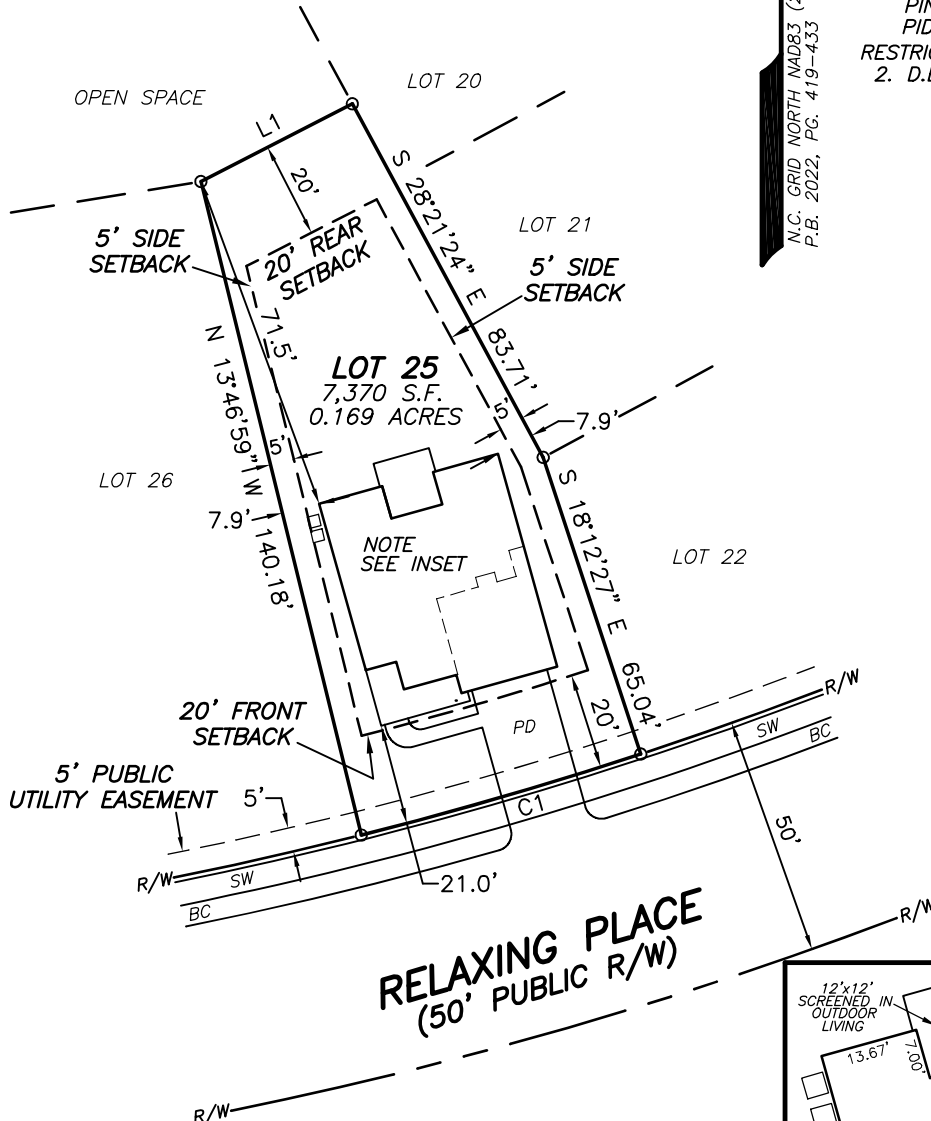 PIN
PID
RESTRIC
2. D.B
N.C. GRID NORTH NAD83 (2
P.B. 2022, PG. 419-433
LOT 20
OPEN SPACE
L1
20'
S 28°21'24" E 83.71'
LOT 21
5' SIDE
SETBACK
20' REAR
SETBACK
5' SIDE
SETBACK
71.5'
N 13°46'59" W 140.18'
LOT 25
7,370 S.F.
0.169 ACRES
5'
7.9'
5'
LOT 26
7.9'
S 18°12'27" E 65.04'
NOTE
SEE INSET
LOT 22
20' FRONT
SETBACK
20'
PD
R/W
SW
BC
5' PUBLIC
UTILITY EASEMENT
5'
C1
50'
R/W
SW
BC
21.0'
RELAXING PLACE
(50' PUBLIC R/W)
R/W
R/W
12'x12'
SCREENED IN
OUTDOOR
LIVING
13.67'
7.00'